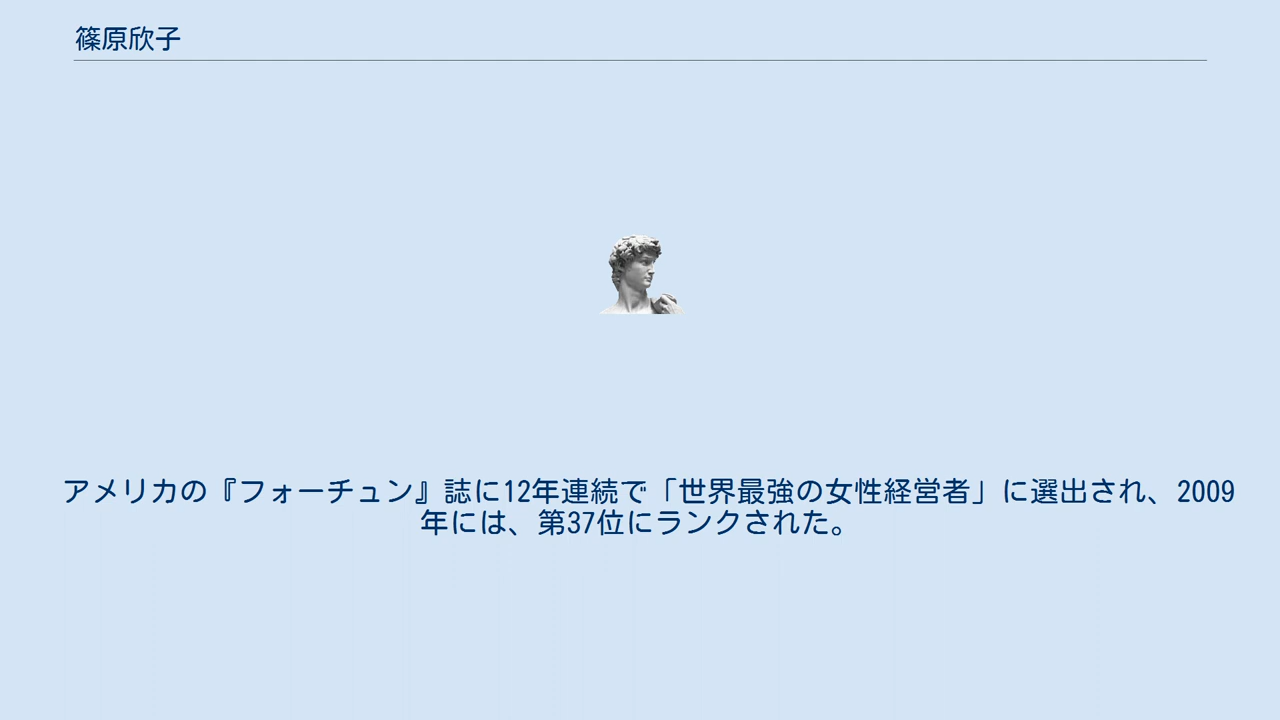 篠原欣子
アメリカの『フォーチュン』誌に12年連続で「世界最強の女性経営者」に選出され、2009
年には、第37位にランクされた。